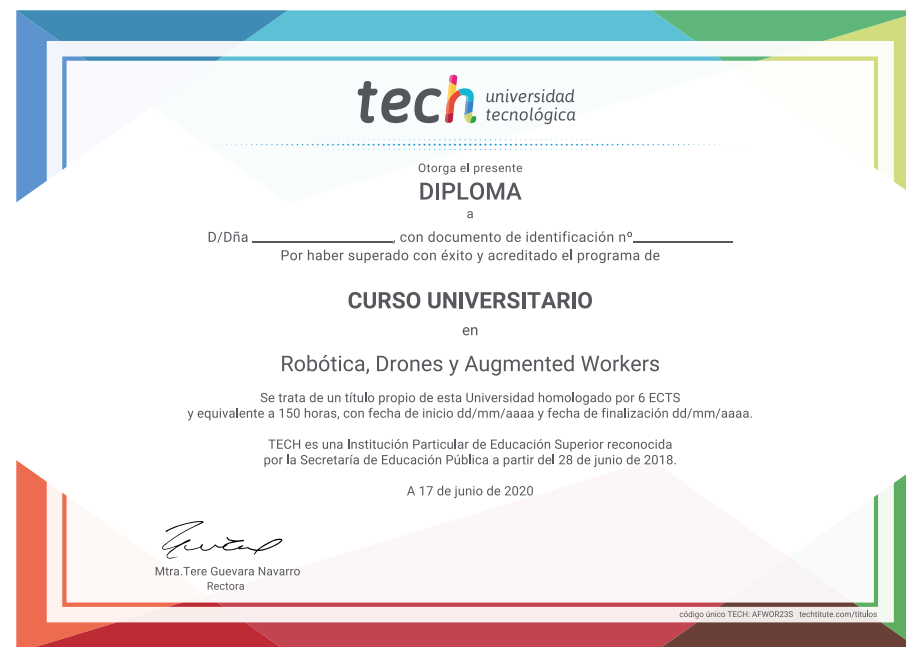 tech universidad
tecnológica
Otorga el presente
DIPLOMA
a
D/Dña ____________________, con documento de identificación nº______________
Por haber superado con éxito y acreditado el programa de
CURSO UNIVERSITARIO
en
Robótica, Drones y Augmented Workers
Se trata de un título propio de esta Universidad homologado por 6 ECTS
y equivalente a 150 horas, con fecha de inicio dd/mm/aaaa y fecha de finalización dd/mm/aaaa.
TECH es una Institución Particular de Educación Superior reconocida
por la Secretaría de Educación Pública a partir del 28 de junio de 2018.
A 17 de junio de 2020
Mtra.Tere Guevara Navarro
Rectora
código único TECH: AFWOR23S techtitute.com/titulos